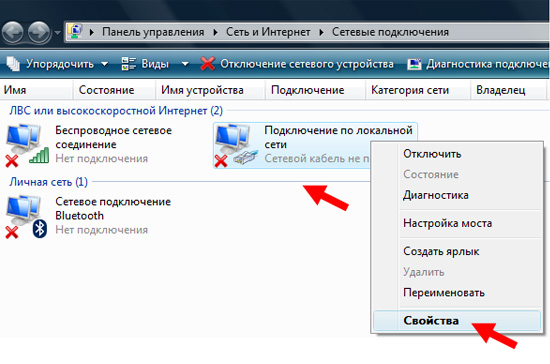 Панель управления ▸ Сеть и Интернет ▸ Сетевые подключения
Упорядочить Виды Отключение сетевого устройства Диагностика подключе
Имя Состояние Имя устройства Подключение Категория сети Владелец
ЛВС или высокоскоростной Интернет (2)
Беспроводное сетевое
соединение
Нет подключения
Подключение по локальной
сети
Сетевой кабель не п
Личная сеть (1)
Сетевое подключение
Bluetooth
Нет подключения
Отключить
Состояние
Диагностика
Настройка моста
Создать ярлык
Удалить
Переименовать
Свойства